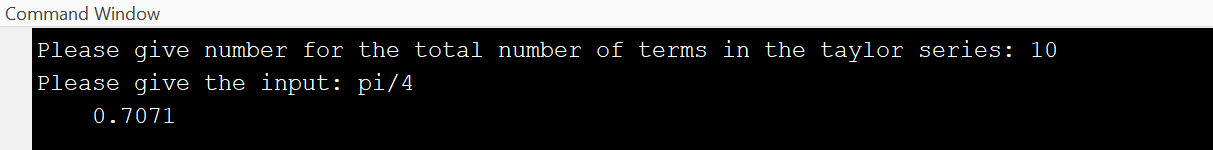 Command Window
Please give number for the total number of terms in the taylor series: 10
Please give the input: pi/4
0.7071